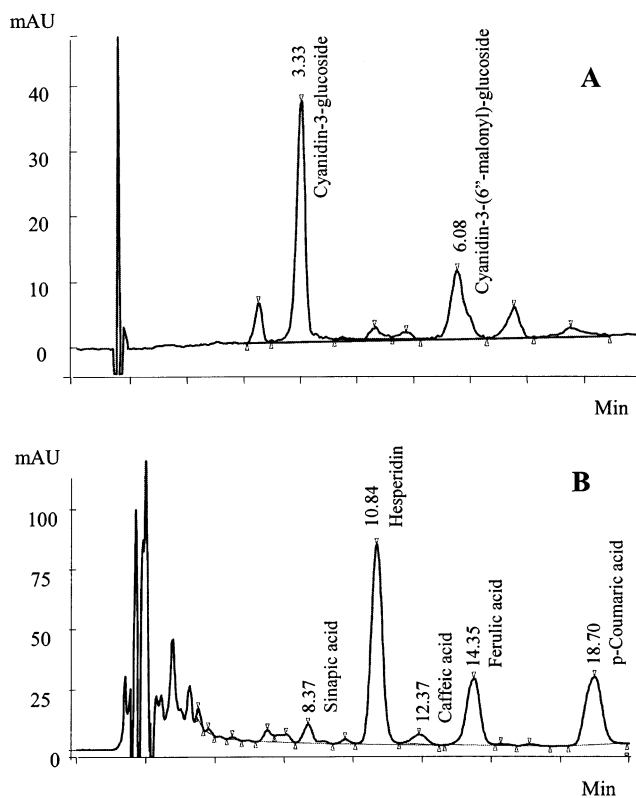 mAU
A
40
30
20
10
0
3.33
Cyanidin-3-glucoside
6.08
Cyanidin-3-(6”-malonyl)-glucoside
Min
mAU
B
100
75
50
25
0
8.37
Sinapic acid
10.84
Hesperidin
12.37
Caffeic acid
14.35
Ferulic acid
18.70
p-Coumaric acid
Min